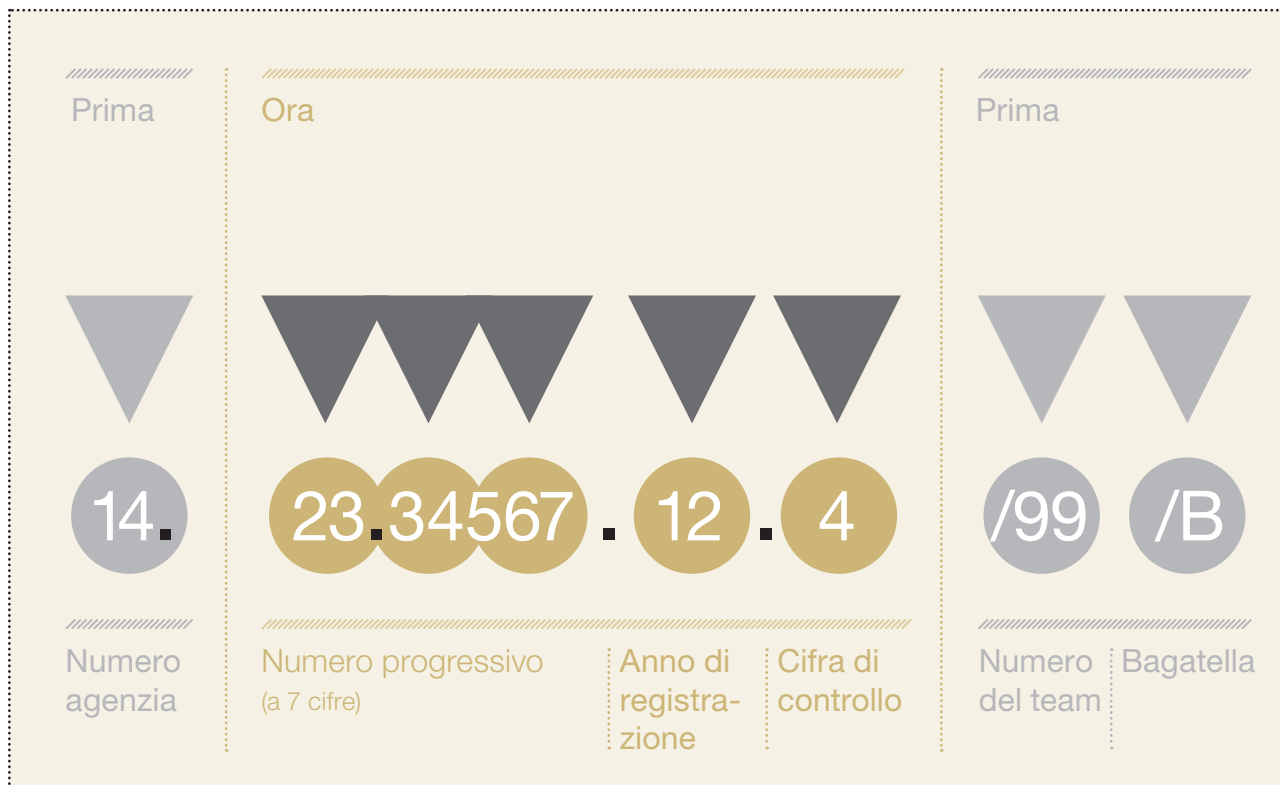 Prima
Ora
Prima
14.
23.34567.12.4
/99
/B
Numero
agenzia
Numero progressivo
(a 7 cifre)
Anno di
registra-
zione
Cifra di
controllo
Numero
del team
Bagatella